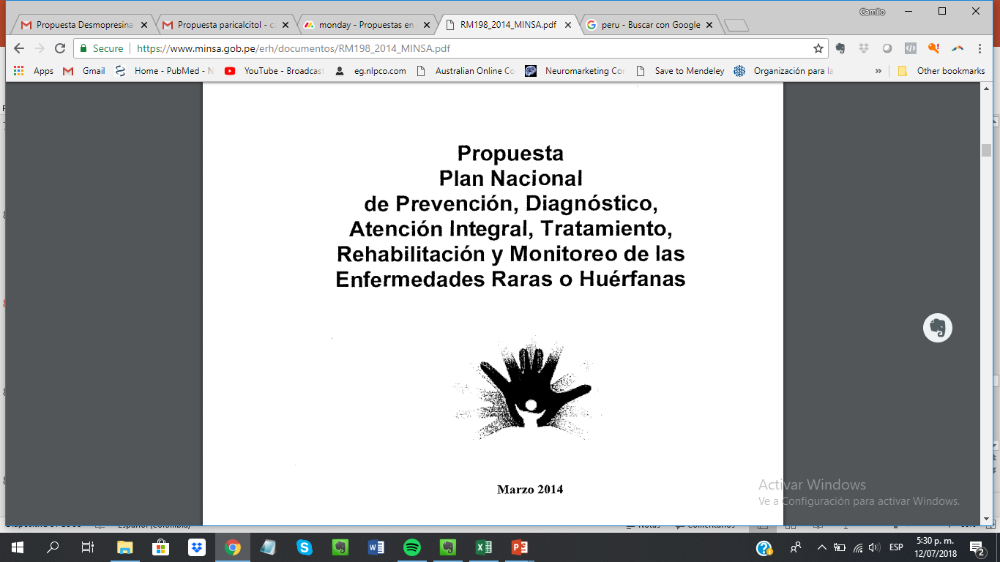 Camilo
Propuesta Desmopresina
Propuesta paricalcitol - ca
monday - Propuestas en
RM198_2014_MINSA.pdf
peru - Buscar con Google
Secure
https://www.minsa.gob.pe/erh/documentos/RM198_2014_MINSA.pdf
Apps
Gmail
Home - PubMed - N
YouTube - Broadcast
eg.nlpco.com
Australian Online Co
Neuromarketing Cor
Save to Mendeley
Organización para la
»
Other bookmarks
Propuesta
Plan Nacional
de Prevención, Diagnóstico,
Atención Integral, Tratamiento,
Rehabilitación y Monitoreo de las
Enfermedades Raras o Huérfanas
Marzo 2014
Activar Windows
Ve a Configuración para activar Windows.
ESP
5:30 p. m.
12/07/2018
2